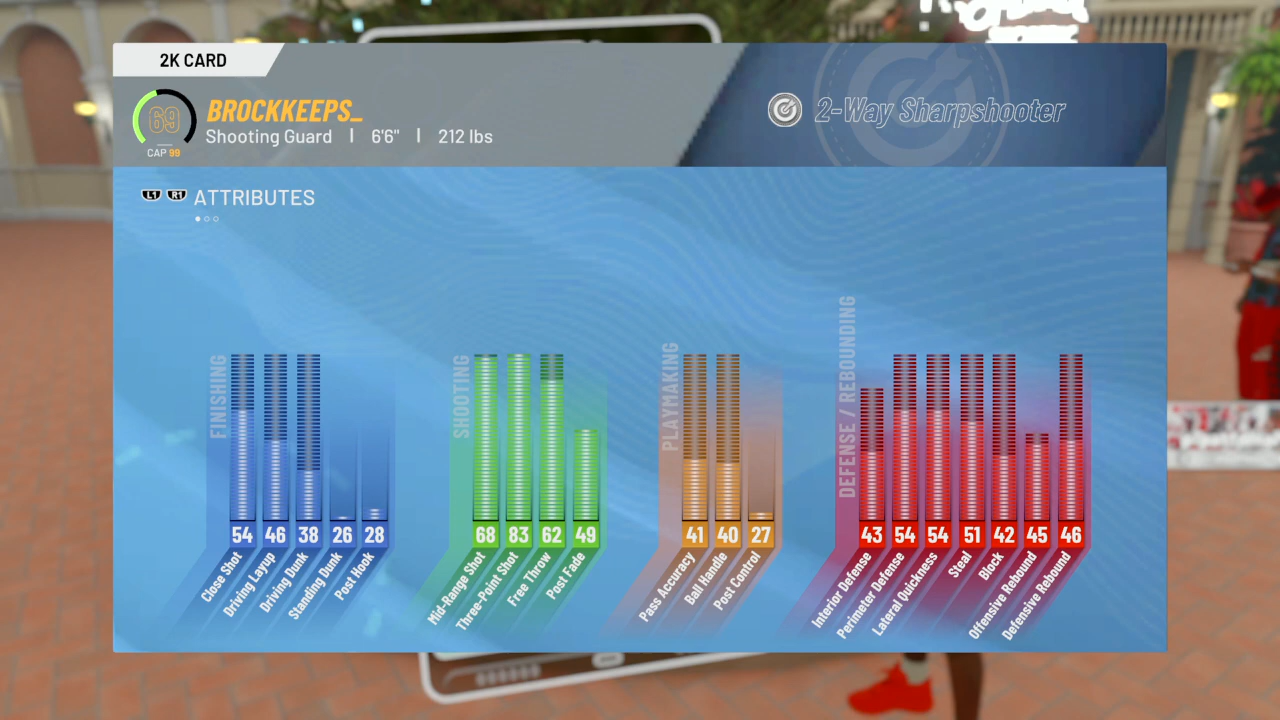 2K CARD
69
CAP 99
BROCKKEEPS_
Shooting Guard | 6'6" | 212 lbs
2-Way Sharpshooter
L1 R1 ATTRIBUTES
FINISHING
54 46 38 26 28
Close Shot
Driving Layup
Driving Dunk
Standing Dunk
Post Hook
SHOOTING
68 83 62 49
Mid-Range Shot
Three-Point Shot
Free Throw
Post Fade
PLAYMAKING
41 40 27
Pass Accuracy
Ball Handle
Post Control
DEFENSE / REBOUNDING
43 54 54 51 42 45 46
Interior Defense
Perimeter Defense
Lateral Quickness
Steal
Block
Offensive Rebound
Defensive Rebound